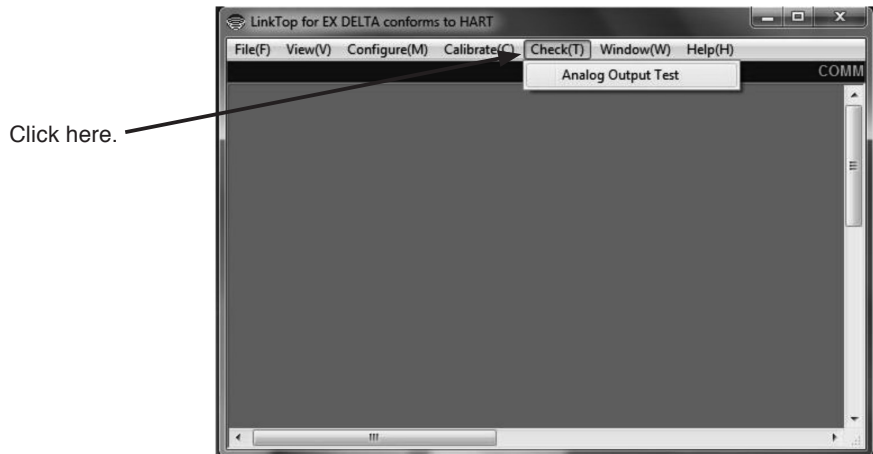 LinkTop for EX DELTA conforms to HART
File(F) View(V) Configure(M) Calibrate(C) Check(T) Window(W) Help(H)
Analog Output Test
COMM
Click here.